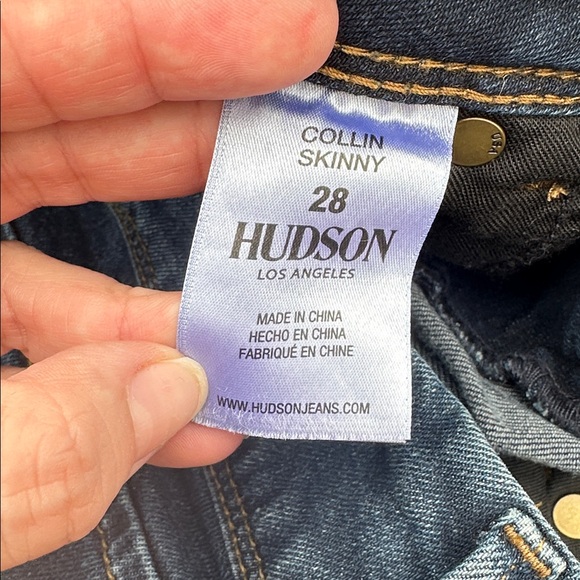 COLLIN
SKINNY
28
HUDSON
LOS ANGELES
MADE IN CHINA
HECHO EN CHINA
FABRIQUÉ EN CHINE
WWW.HUDSONJEANS.COM